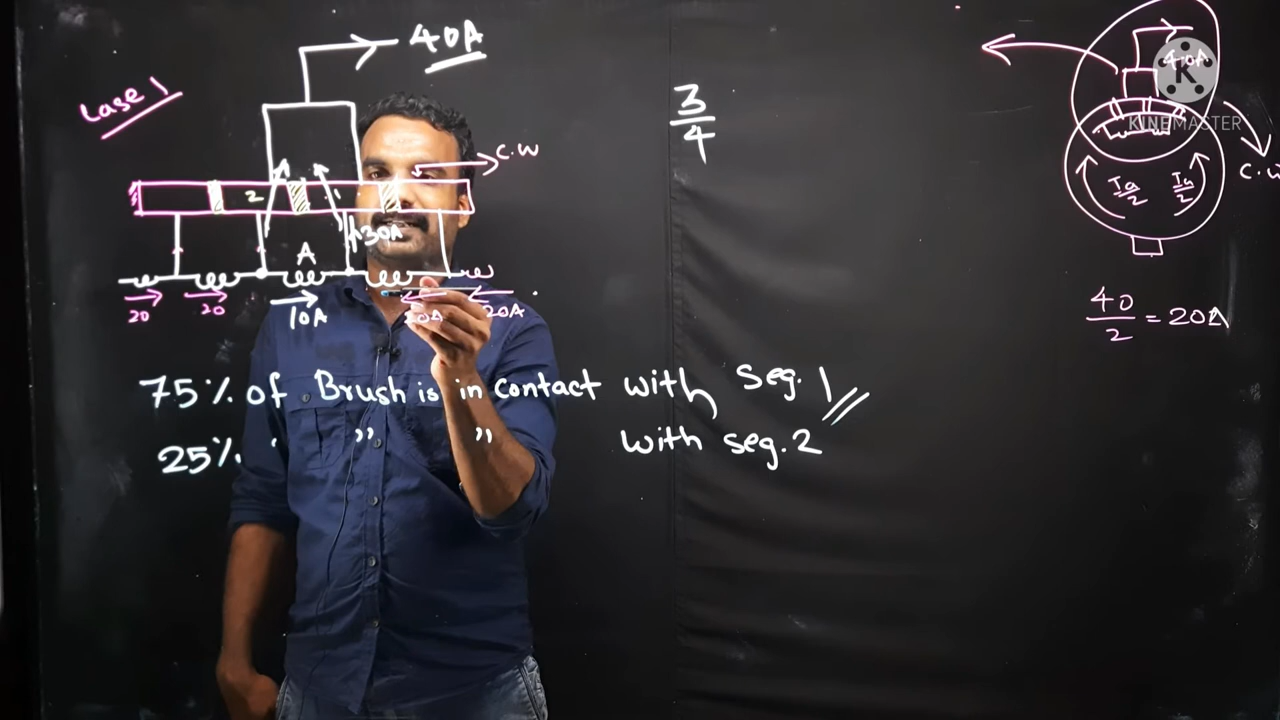 Case 1
40A
C.W
2
1
30A
A
20
20
10A
20A
20A
75% of Brush is in contact with seg. 1
25% " " " with seg. 2
3/4
40A
KINEMASTER
C.W
Ia/2
Ia/2
40/2 = 20A